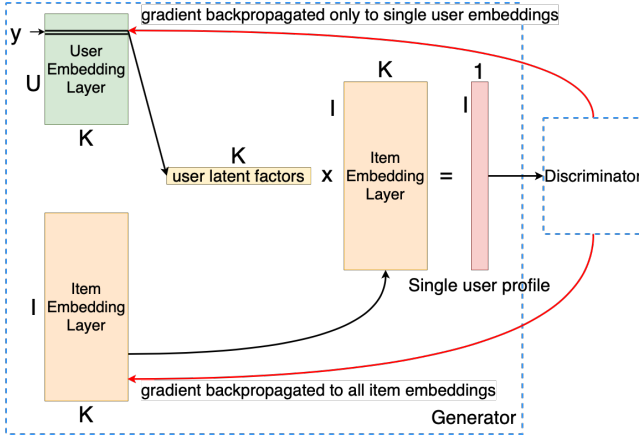 gradient backpropagated only to single user embeddings
y
User
Embedding
Layer
U
K
K
user latent factors
x
K
I
Item
Embedding
Layer
=
1
I
Discriminator
Single user profile
Item
Embedding
Layer
I
K
gradient backpropagated to all item embeddings
Generator